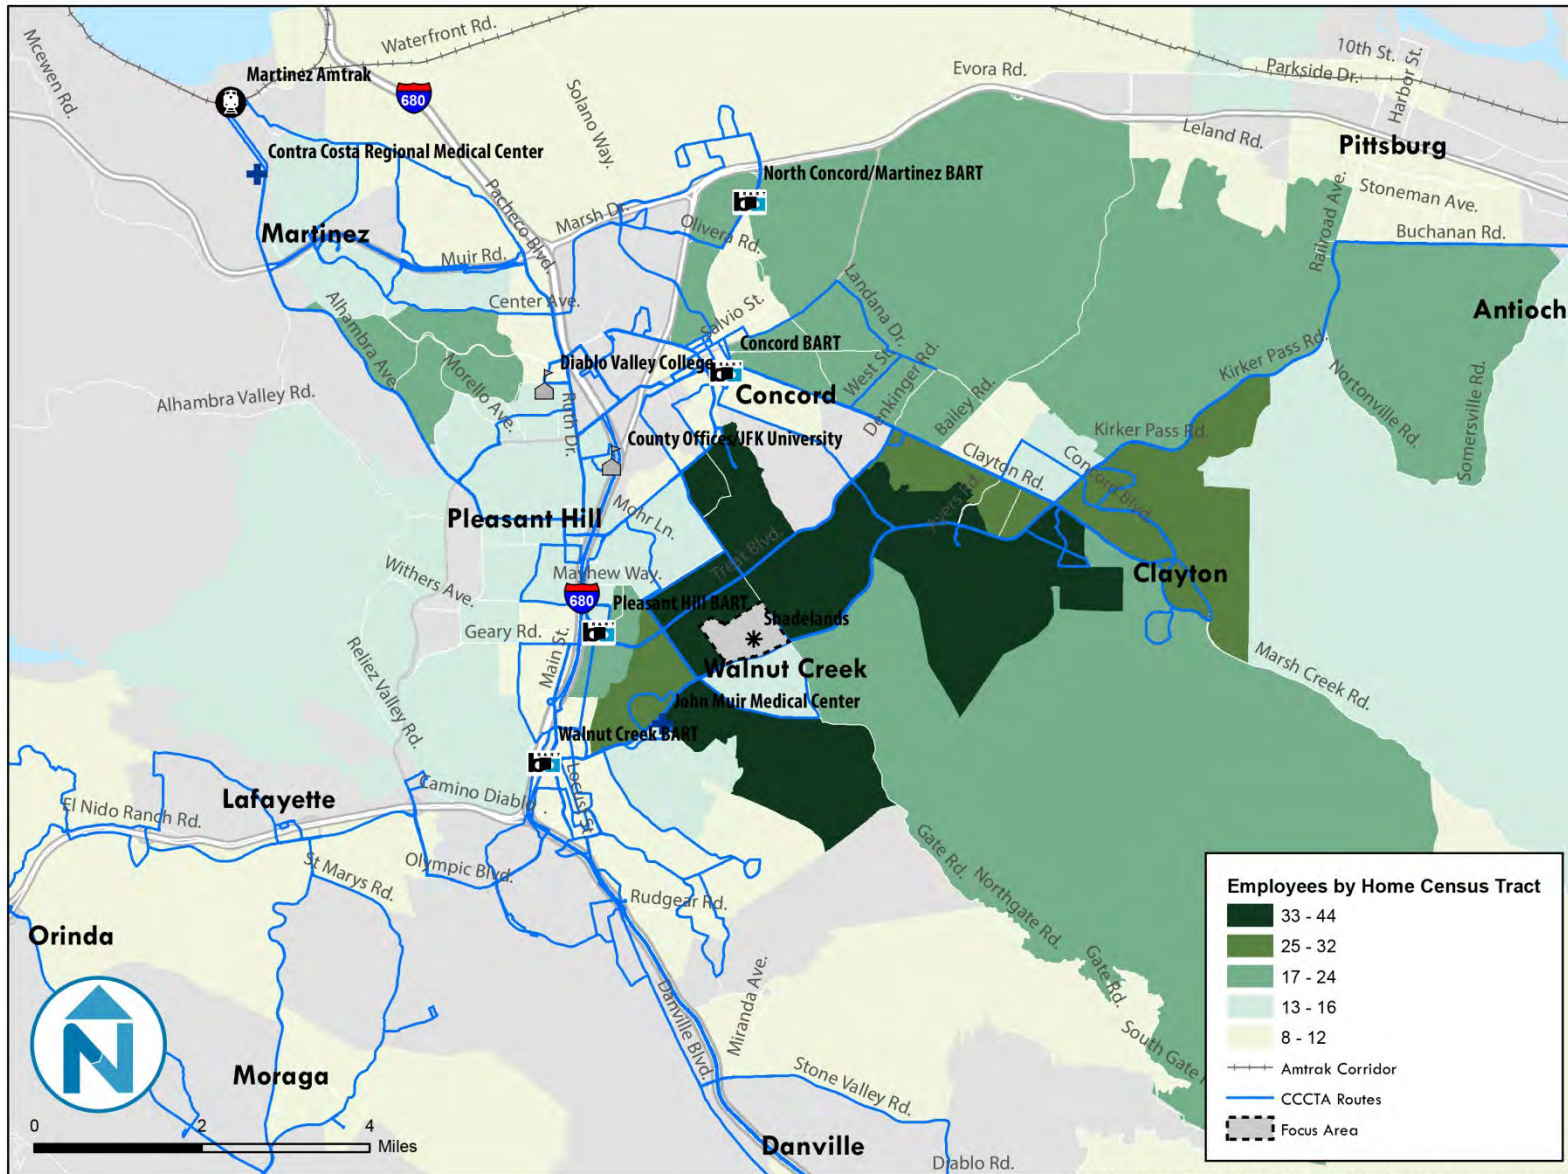 Waterfront Rd.
Mcewen Rd.
Martinez Amtrak
680
Solano Way.
Evora Rd.
10th St.
Parkside Dr.
Harbor St.
Leland Rd.
Pittsburg
Contra Costa Regional Medical Center
North Concord/Martinez BART
BART
Stoneman Ave.
Railroad Ave.
Buchanan Rd.
Pacheco Blvd.
Marsh Dr.
Olivera Rd.
Martinez
Muir Rd.
Center Ave.
Landana Dr.
Salvio St.
Antioch
Alhambra Ave.
Morello Ave.
Diablo Valley College
Concord BART
BART
West St.
Denkinger Rd.
Kirker Pass Rd.
Nortonville Rd.
Somersville Rd.
Alhambra Valley Rd.
Ruth Dr.
Concord
Bailey Rd.
County Offices/JFK University
Kirker Pass Rd.
Clayton Rd.
Concord Blvd.
Ayers Rd.
Pleasant Hill
Mohr Ln.
Treat Blvd.
Withers Ave.
Mayhew Way.
Clayton
680
Pleasant Hill BART
BART
Shadelands
Geary Rd.
Main St.
Reliez Valley Rd.
Walnut Creek
Marsh Creek Rd.
John Muir Medical Center
Walnut Creek BART
BART
Locust St.
Lafayette
Camino Diablo .
El Nido Ranch Rd.
St Marys Rd.
Olympic Blvd.
Rudgear Rd.
Gate Rd.
Northgate Rd.
Gate Rd.
South Gate
Orinda
Miranda Ave.
Danville Blvd.
N
Moraga
Stone Valley Rd.
Danville
Diablo Rd.
0 2 4
Miles
Employees by Home Census Tract
33 - 44
25 - 32
17 - 24
13 - 16
8 - 12
Amtrak Corridor
CCCTA Routes
Focus Area